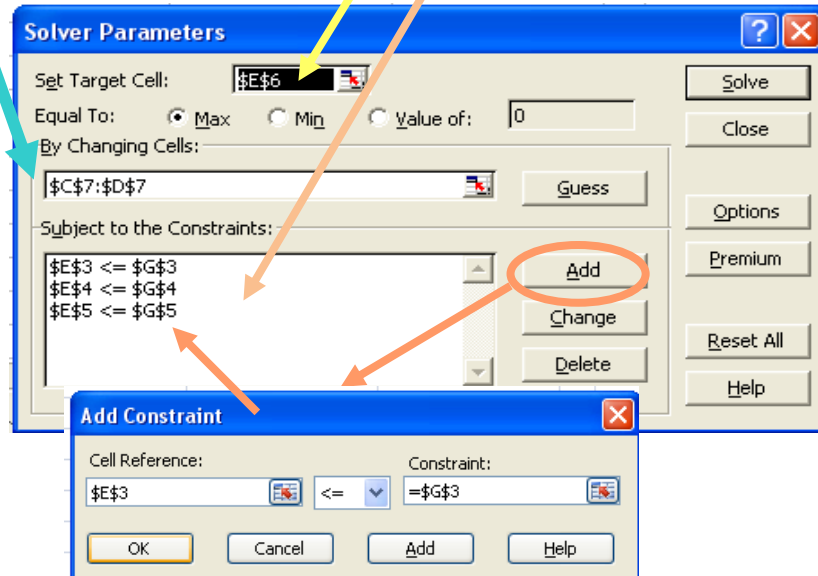 Solver Parameters
Set Target Cell: $E$6 Solve
Equal To: Max Min Value of: 0 Close
By Changing Cells:
$C$7:$D$7 Guess
Options
Subject to the Constraints:
$E$3 <= $G$3 Add Premium
$E$4 <= $G$4
$E$5 <= $G$5 Change
Reset All
Delete
Help
Add Constraint
Cell Reference: Constraint:
$E$3 <= =$G$3
OK Cancel Add Help